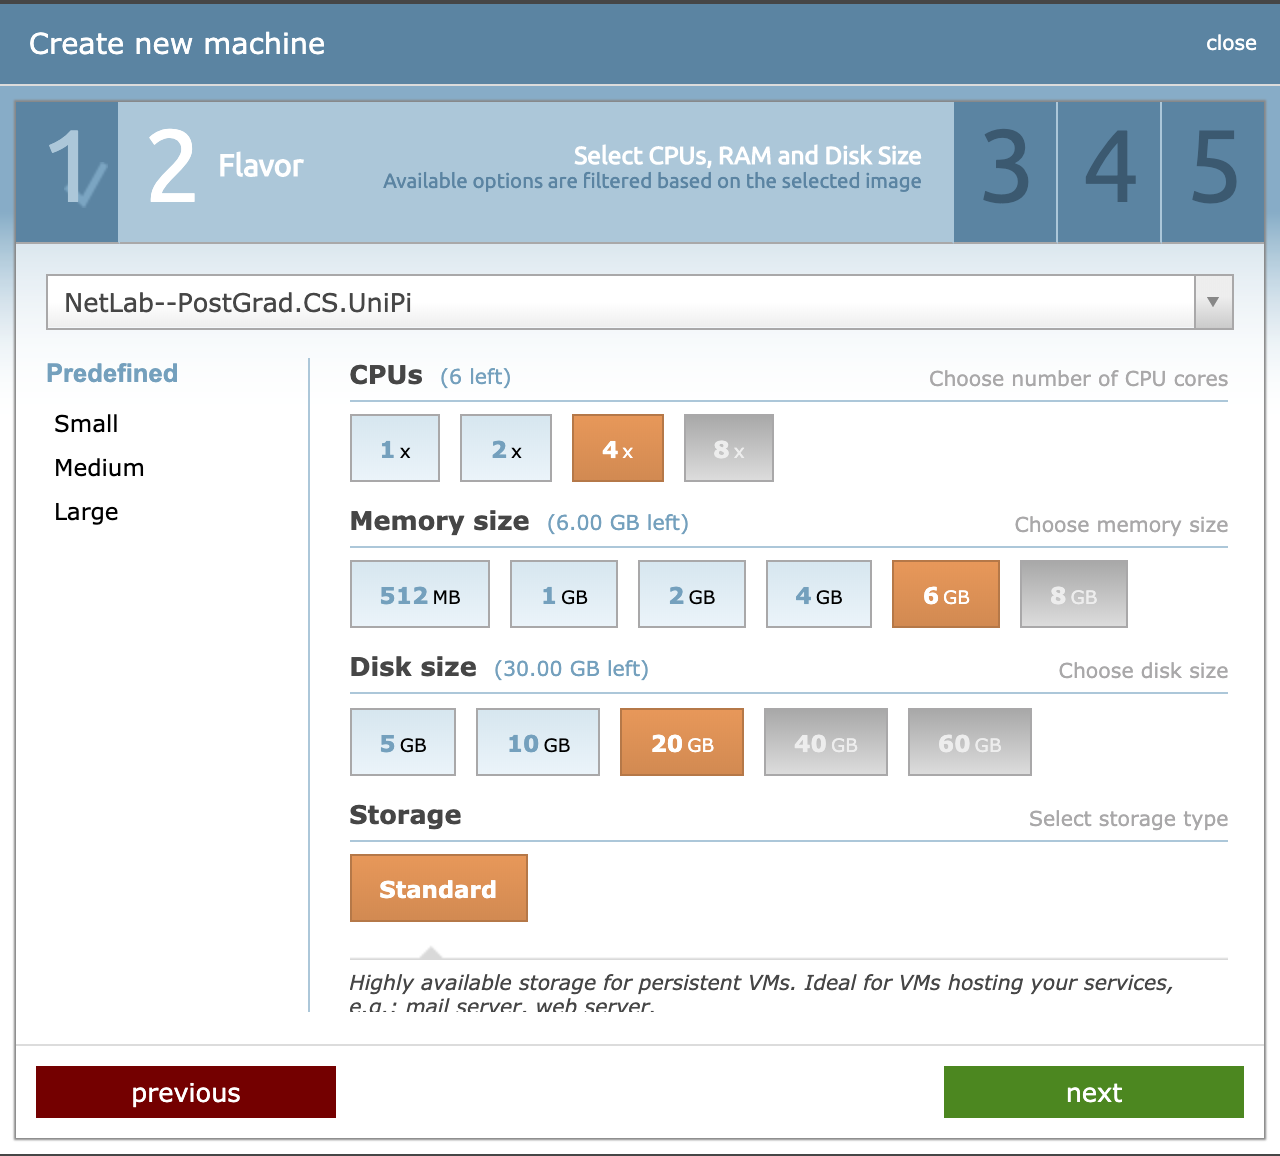 Create new machine
close
1
2 Flavor
Select CPUs, RAM and Disk Size
Available options are filtered based on the selected image
3 4 5
NetLab--PostGrad.CS.UniPi
Predefined
Small
Medium
Large
CPUs (6 left) Choose number of CPU cores
1 x 2 x 4 x 8 x
Memory size (6.00 GB left) Choose memory size
512 MB 1 GB 2 GB 4 GB 6 GB 8 GB
Disk size (30.00 GB left) Choose disk size
5 GB 10 GB 20 GB 40 GB 60 GB
Storage Select storage type
Standard
Highly available storage for persistent VMs. Ideal for VMs hosting your services,
e.g.: mail server, web server.
previous next